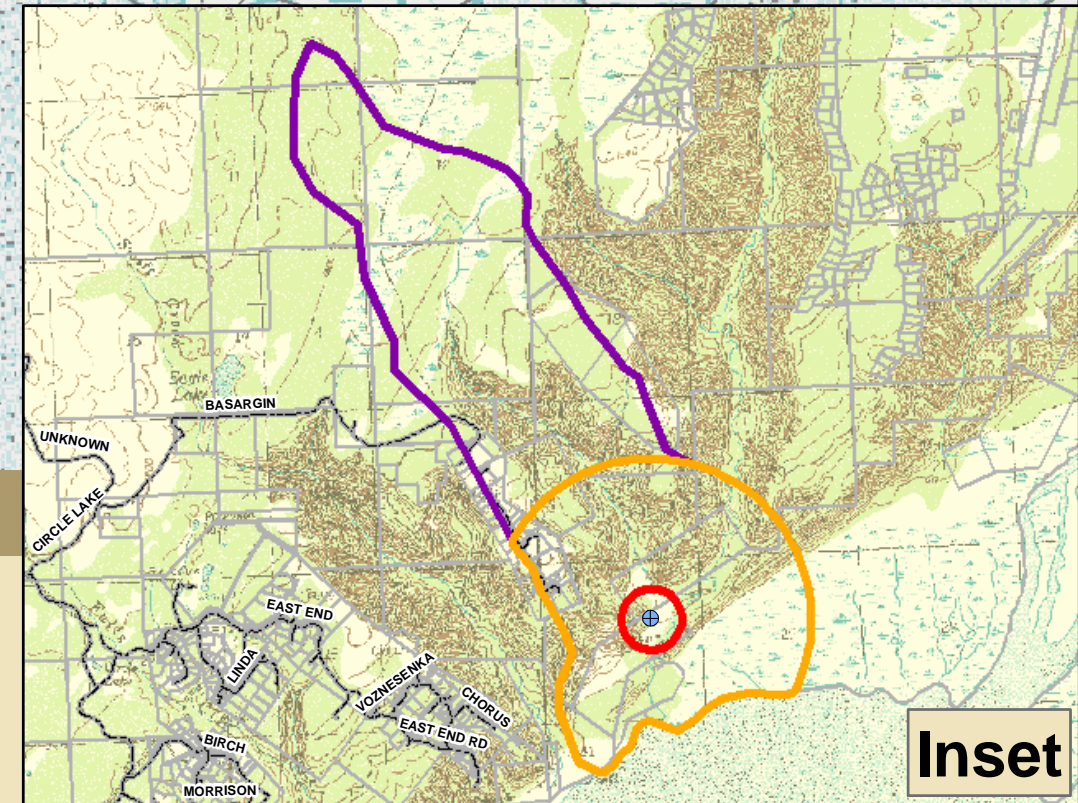 BASARGIN
UNKNOWN
CIRCLE LAKE
EAST END
LINDA
VOZNESENKA
CHORUS
EAST END RD
BIRCH
MORRISON
Inset